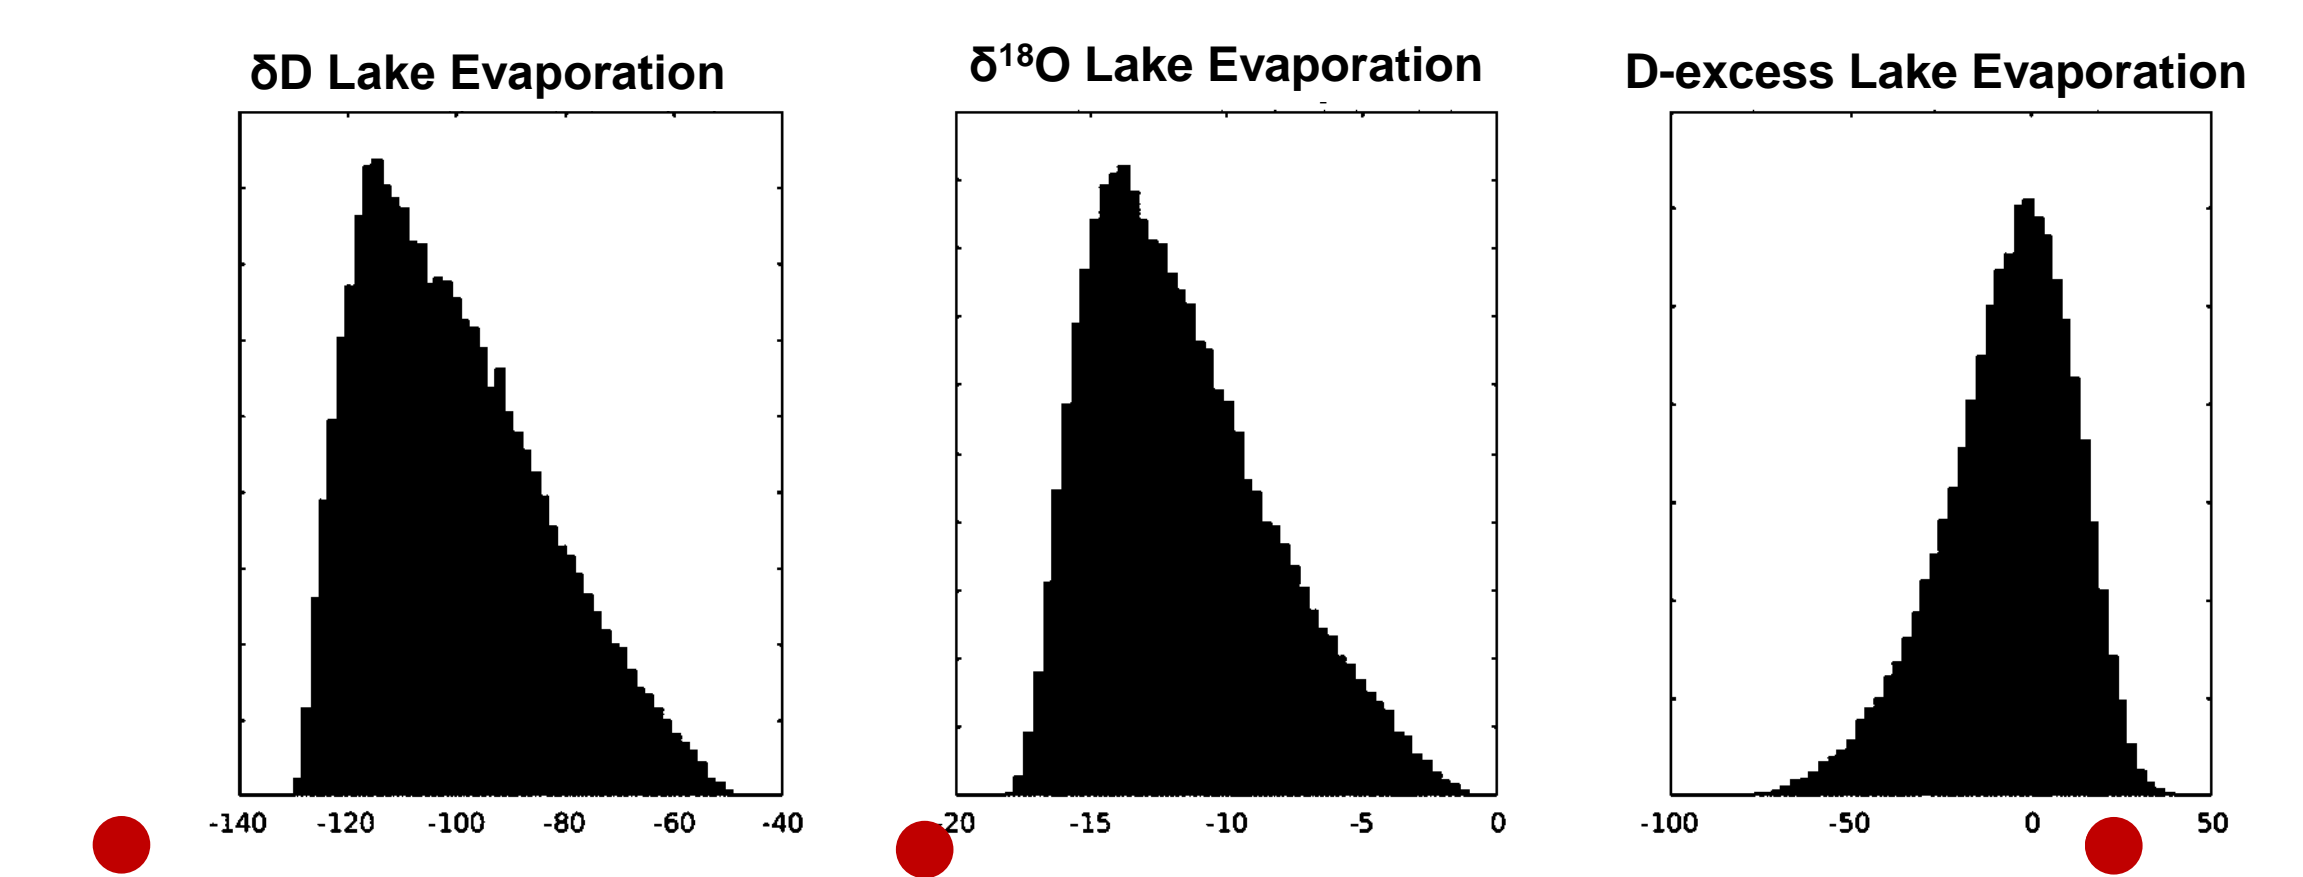 δD Lake Evaporation
δ¹⁸O Lake Evaporation
D-excess Lake Evaporation
-140 -120 -100 -80 -60 -40
-20 -15 -10 -5 0
-100 -50 0 50